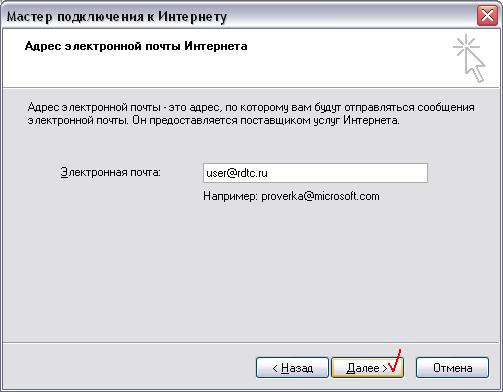 Мастер подключения к Интернету
Адрес электронной почты Интернета
Адрес электронной почты - это адрес, по которому вам будут отправляться сообщения
электронной почты. Он предоставляется поставщиком услуг Интернета.
Электронная почта:
user@rdtc.ru
Например: proverka@microsoft.com
< Назад
Далее >
Отмена